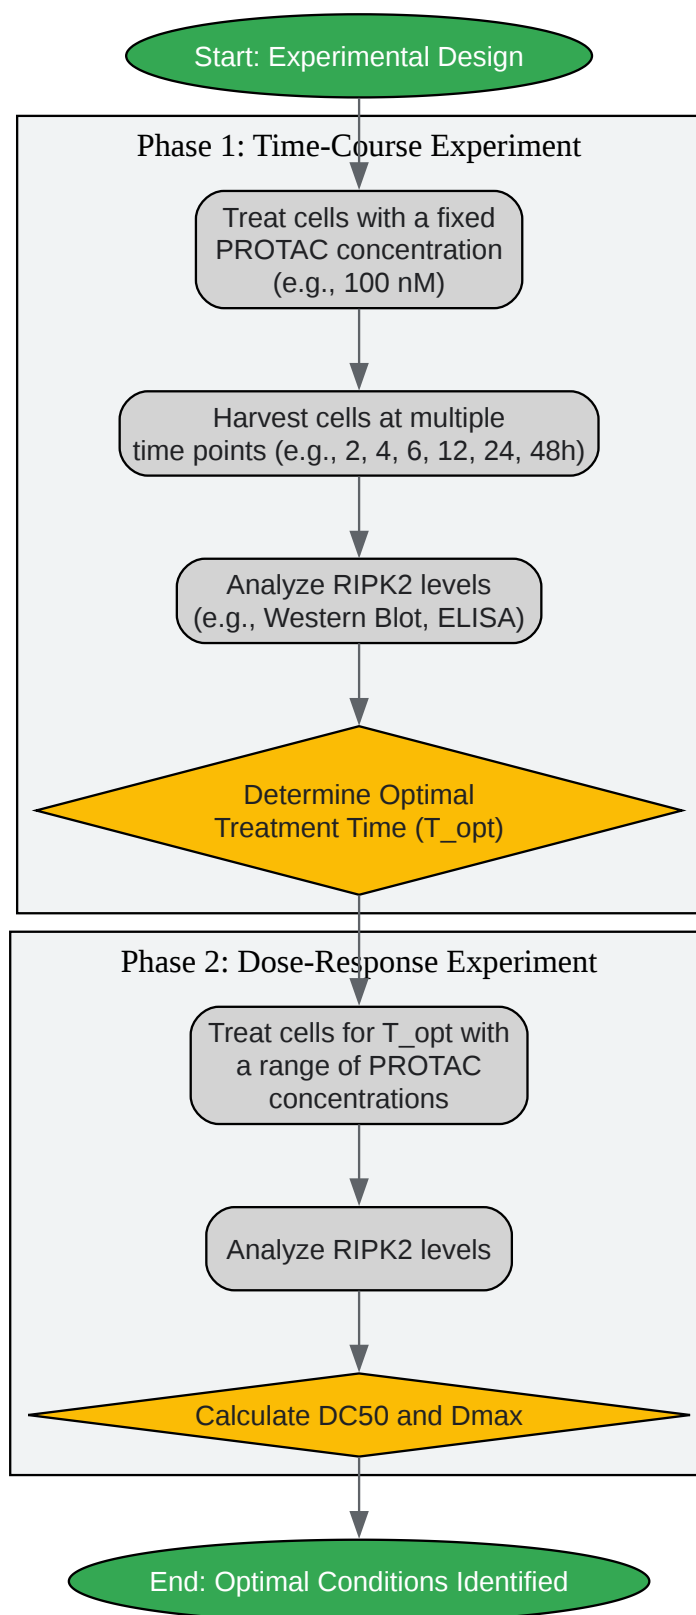 Start: Experimental Design
Phase 1: Time-Course Experiment
Treat cells with a fixed
PROTAC concentration
(e.g., 100 nM)
Harvest cells at multiple
time points (e.g., 2, 4, 6, 12, 24, 48h)
Analyze RIPK2 levels
(e.g., Western Blot, ELISA)
Determine Optimal
Treatment Time (T_opt)
Phase 2: Dose-Response Experiment
Treat cells for T_opt with
a range of PROTAC
concentrations
Analyze RIPK2 levels
Calculate DC50 and Dmax
End: Optimal Conditions Identified